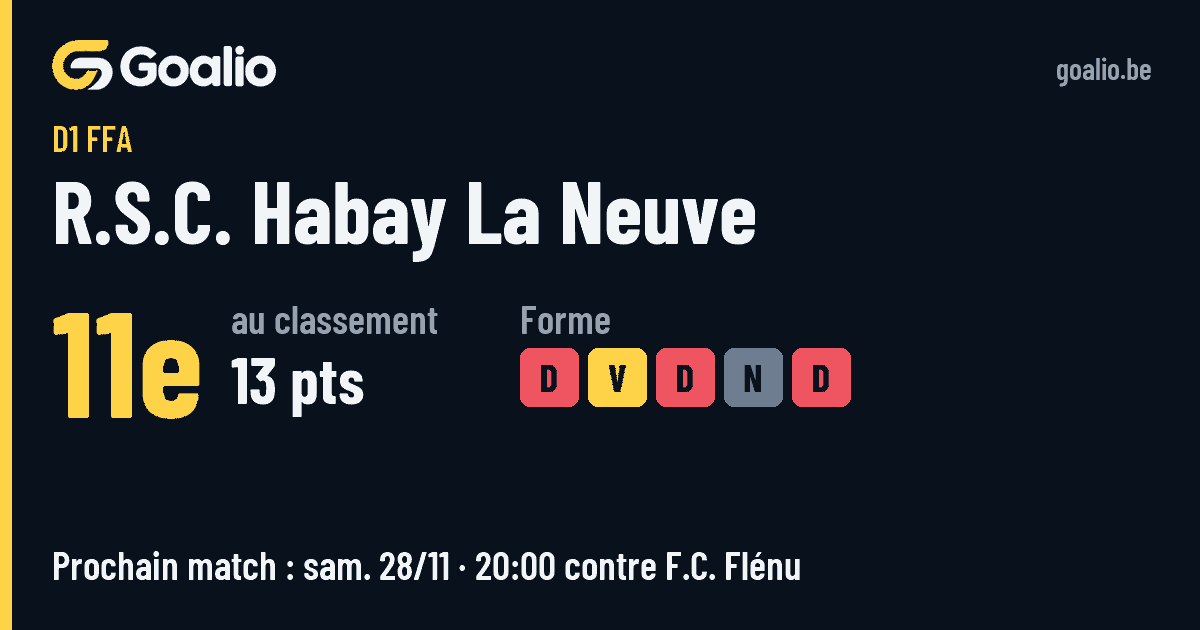 Goalio
goalio.be
D1 FFA
R.S.C. Habay La Neuve
11e
au classement
13 pts
Forme
D V D N D
Prochain match : sam. 28/11 · 20:00 contre F.C. Flénu